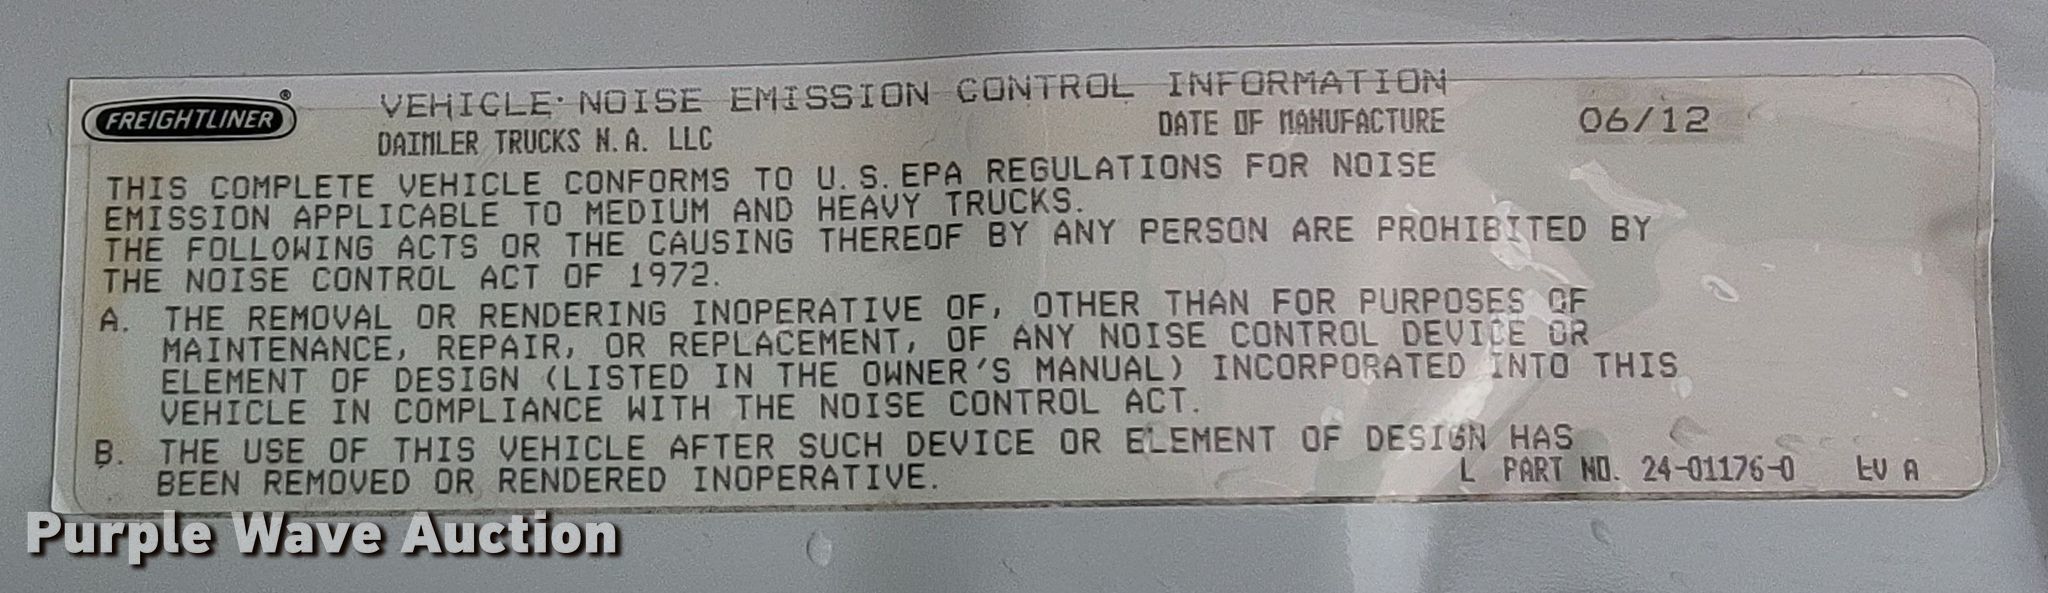 FREIGHTLINER®
VEHICLE NOISE EMISSION CONTROL INFORMATION
DAIMLER TRUCKS N.A. LLC
DATE OF MANUFACTURE 06/12
THIS COMPLETE VEHICLE CONFORMS TO U.S.EPA REGULATIONS FOR NOISE
EMISSION APPLICABLE TO MEDIUM AND HEAVY TRUCKS.
THE FOLLOWING ACTS OR THE CAUSING THEREOF BY ANY PERSON ARE PROHIBITED BY
THE NOISE CONTROL ACT OF 1972.
A. THE REMOVAL OR RENDERING INOPERATIVE OF, OTHER THAN FOR PURPOSES OF
MAINTENANCE, REPAIR, OR REPLACEMENT, OF ANY NOISE CONTROL DEVICE OR
ELEMENT OF DESIGN (LISTED IN THE OWNER'S MANUAL) INCORPORATED INTO THIS
VEHICLE IN COMPLIANCE WITH THE NOISE CONTROL ACT.
B. THE USE OF THIS VEHICLE AFTER SUCH DEVICE OR ELEMENT OF DESIGN HAS
BEEN REMOVED OR RENDERED INOPERATIVE.
L PART NO. 24-01176-0 A
Purple Wave Auction